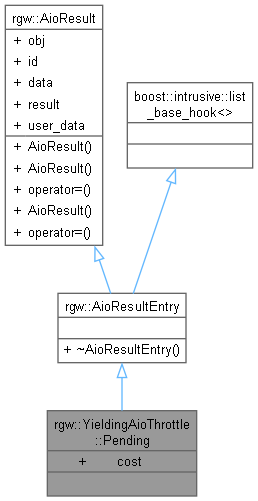 rgw::AioResult
+ obj
+ id
+ data
+ result
+ user_data
+ AioResult()
+ AioResult()
+ operator=()
+ AioResult()
+ operator=()
boost::intrusive::list
_base_hook<>
rgw::AioResultEntry
+ ~AioResultEntry()
rgw::YieldingAioThrottle
::Pending
+ cost